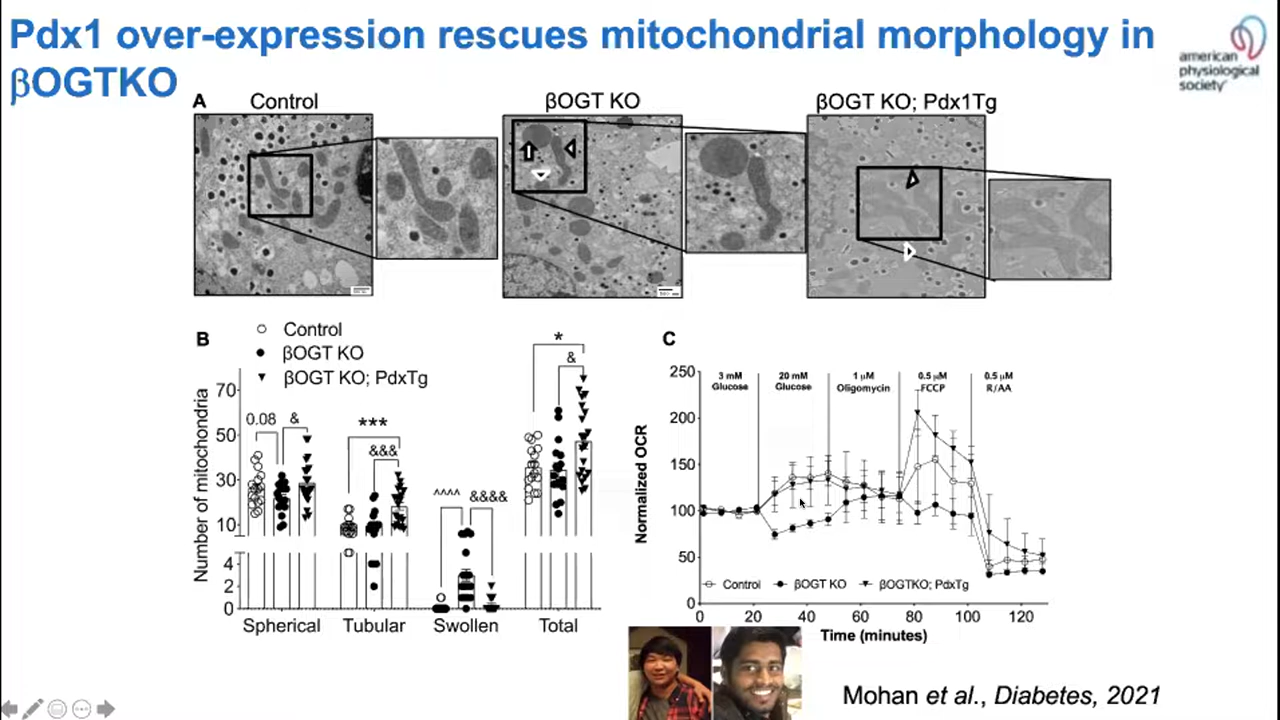 Pdx1 over-expression rescues mitochondrial morphology in
βOGTKO
american
physiological
society
A
Control
βOGT KO
βOGT KO; Pdx1Tg
B
Control
βOGT KO
βOGT KO; PdxTg
Number of mitochondria
70
50
30
10
4
2
0
0.08
&
***
&&&
^^^^
&&&&
*
&
Spherical
Tubular
Swollen
Total
C
Normalized OCR
250
200
150
100
50
0
3 mM
Glucose
20 mM
Glucose
1 μM
Oligomycin
0.5 μM
FCCP
0.5 μM
R/AA
Control
βOGT KO
βOGTKO; PdxTg
0
20
40
60
80
100
120
Time (minutes)
Mohan et al., Diabetes, 2021